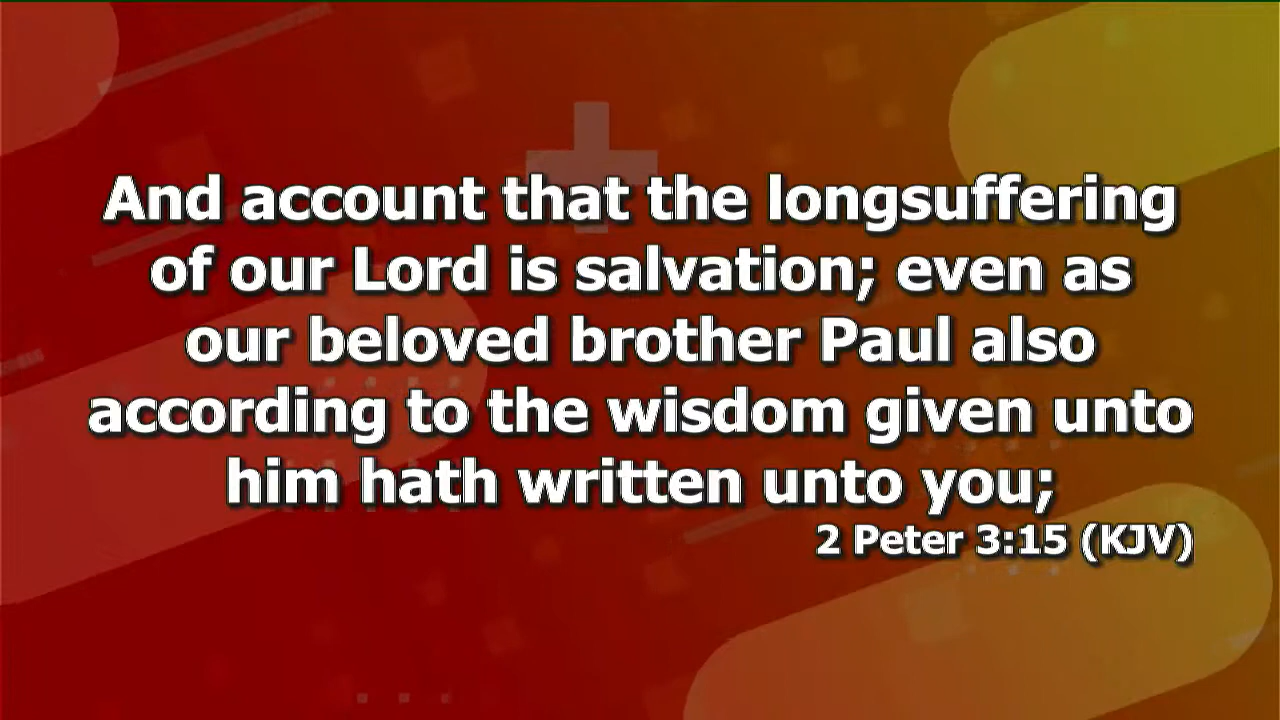 And account that the longsuffering
of our Lord is salvation; even as
our beloved brother Paul also
according to the wisdom given unto
him hath written unto you;
2 Peter 3:15 (KJV)